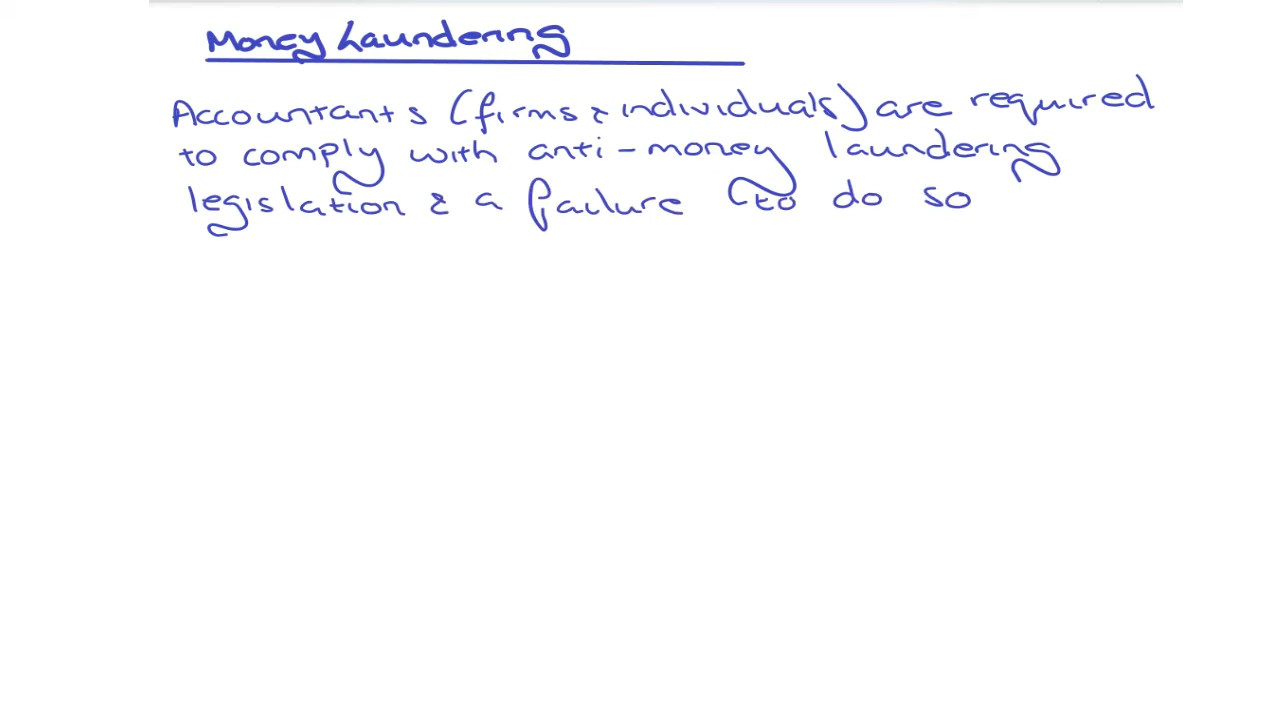 Money Laundering
Accountants (firms & individuals) are required
to comply with anti-money laundering
legislation & a failure to do so